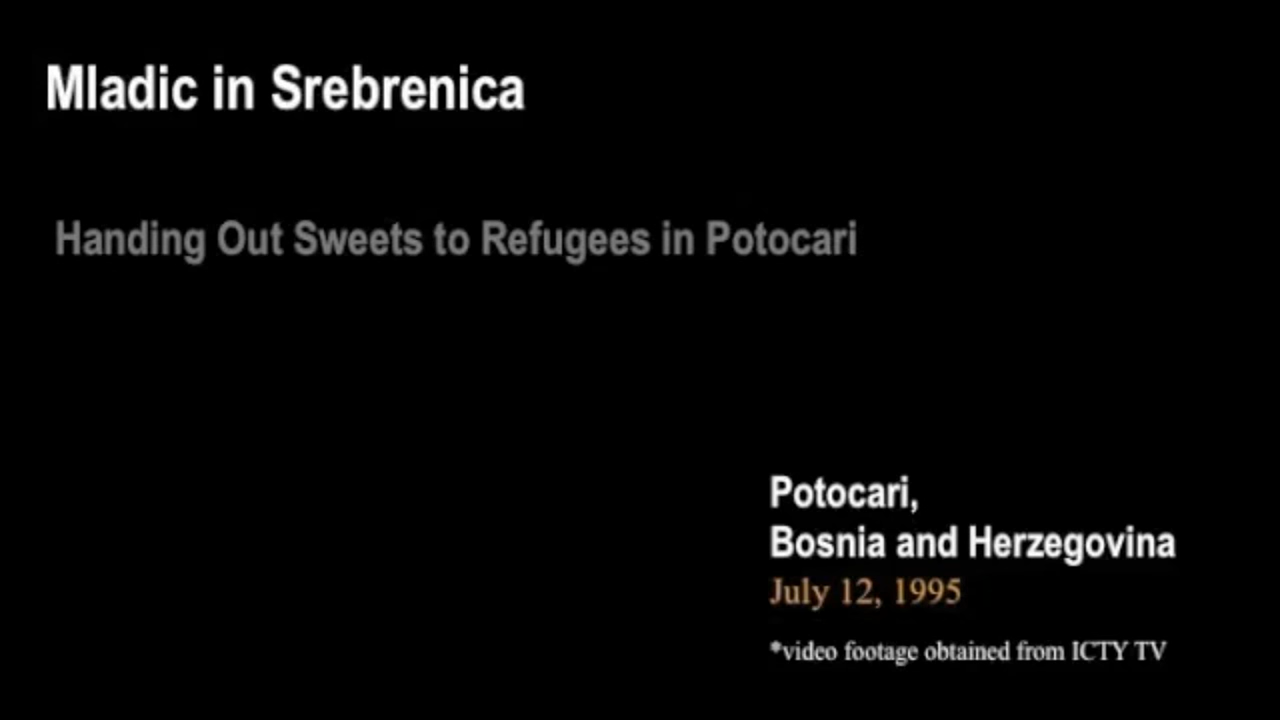 Mladic in Srebrenica
Handing Out Sweets to Refugees in Potocari
Potocari,
Bosnia and Herzegovina
July 12, 1995
*video footage obtained from ICTY TV